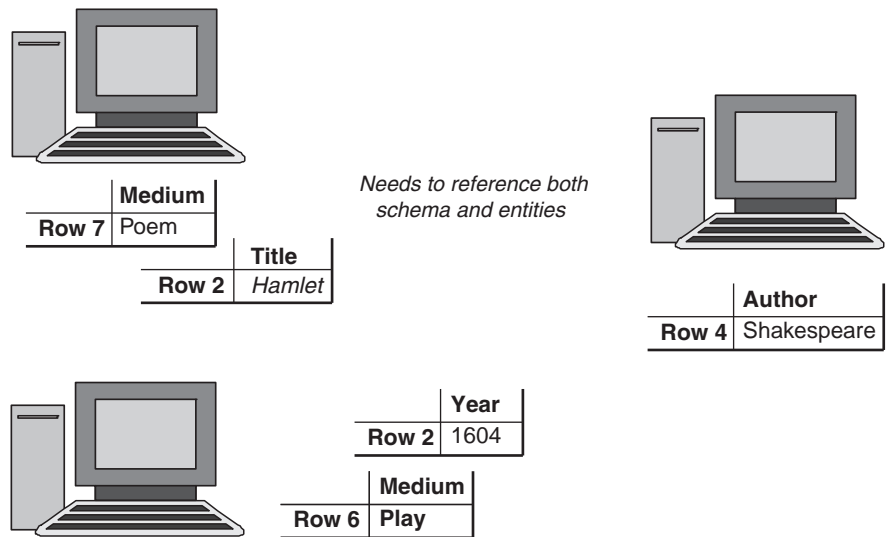 Medium
Row 7 Poem
Title
Row 2 Hamlet
Needs to reference both
schema and entities
Author
Row 4 Shakespeare
Year
Row 2 1604
Medium
Row 6 Play